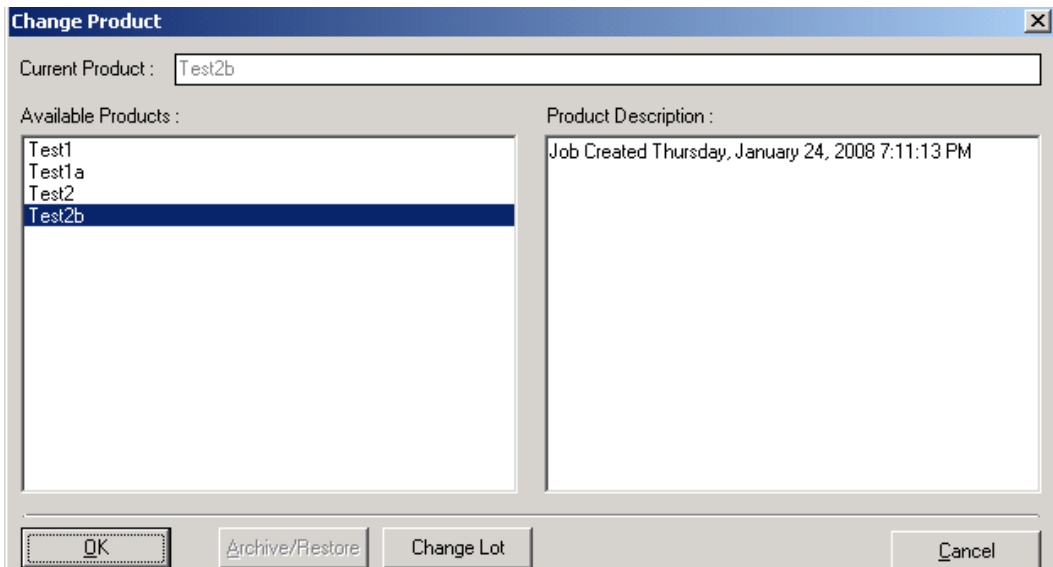 Change Product
Current Product : Test2b
Available Products :
Test1
Test1a
Test2
Test2b
Product Description :
Job Created Thursday, January 24, 2008 7:11:13 PM
OK Archive/Restore Change Lot Cancel